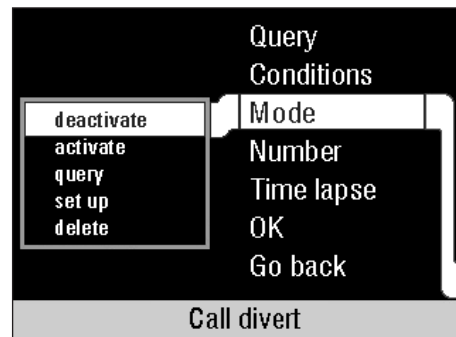 Query
Conditions
Mode
Number
Time lapse
OK
Go back
deactivate
activate
query
set up
delete
Call divert